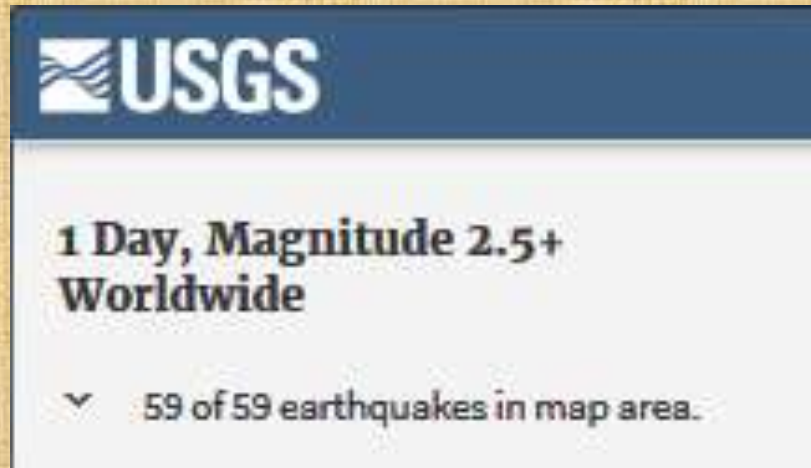 USGS
1 Day, Magnitude 2.5+
Worldwide
59 of 59 earthquakes in map area.